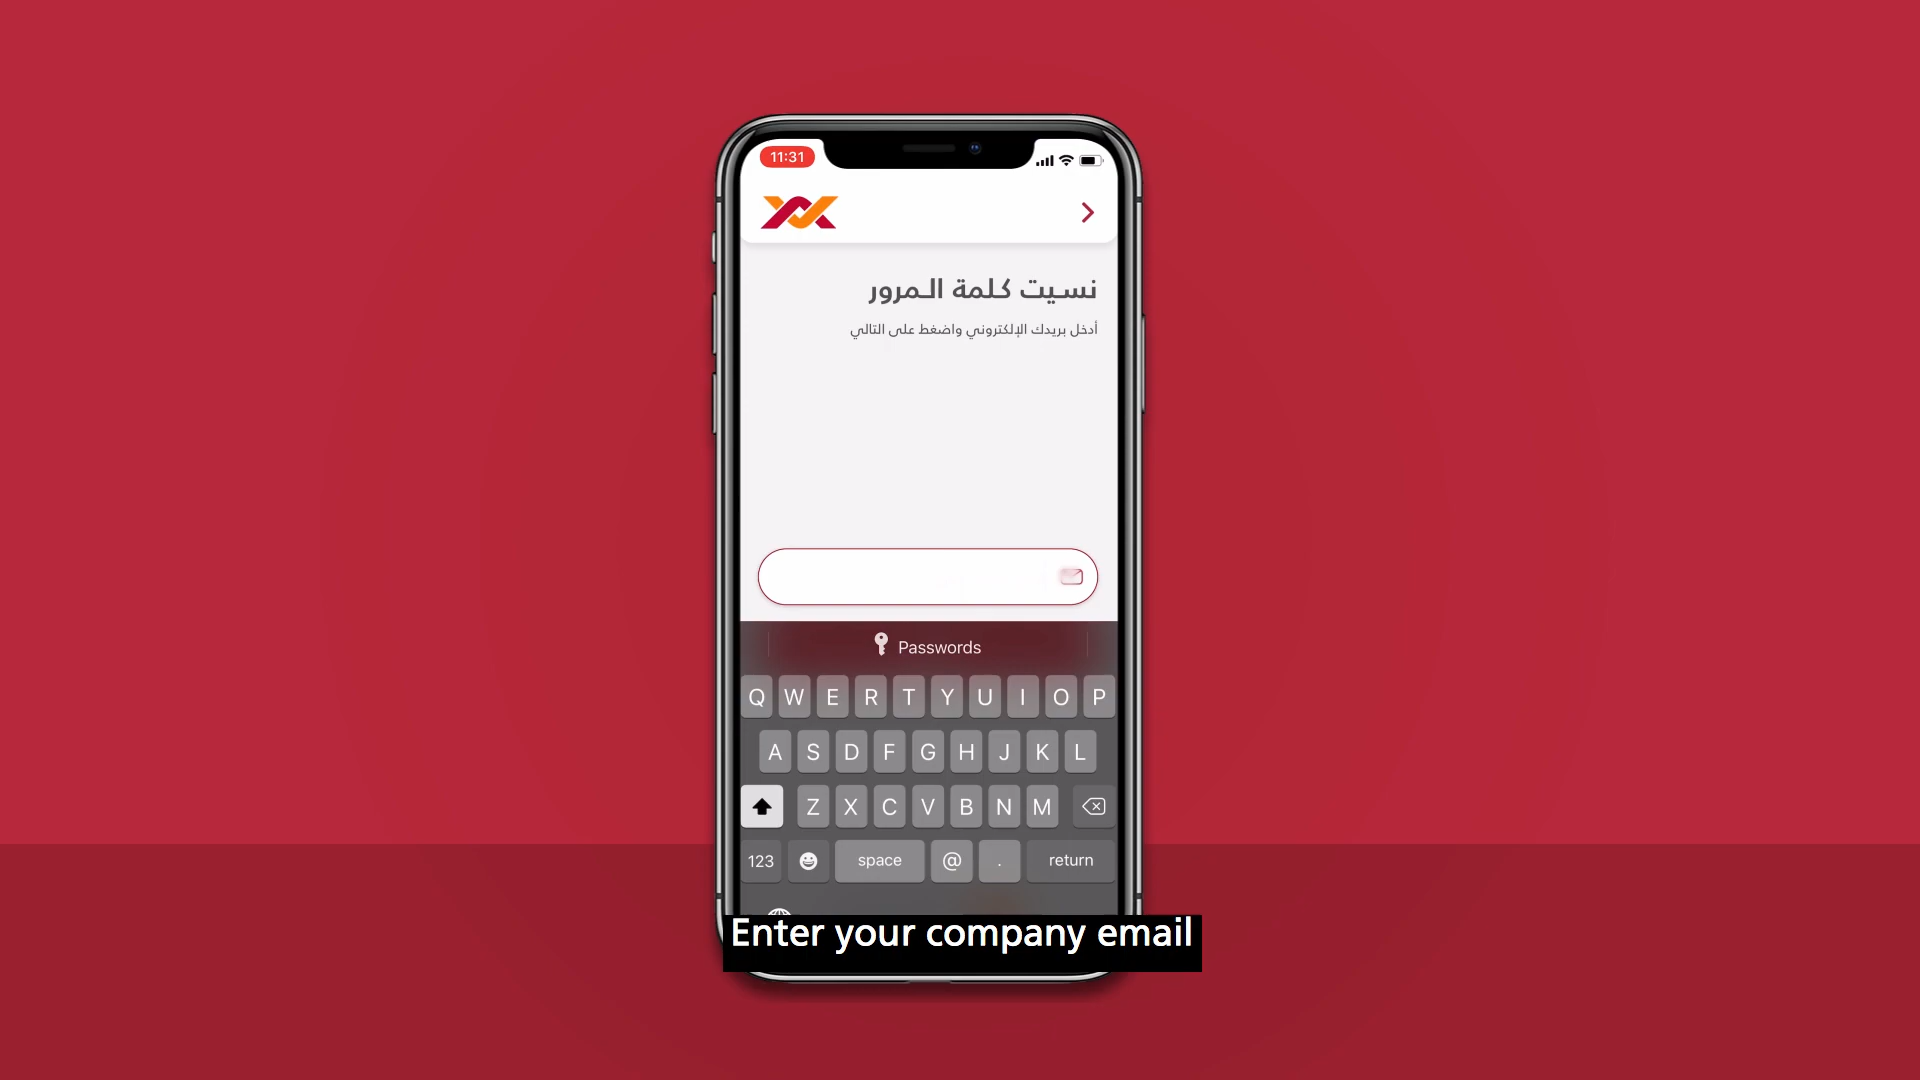 11:31
نسيت كلمة المرور
أدخل بريدك الإلكتروني واضغط على التالي
Passwords
Q W E R T Y U I O P
A S D F G H J K L
Z X C V B N M
123 space @ . return
Enter your company email